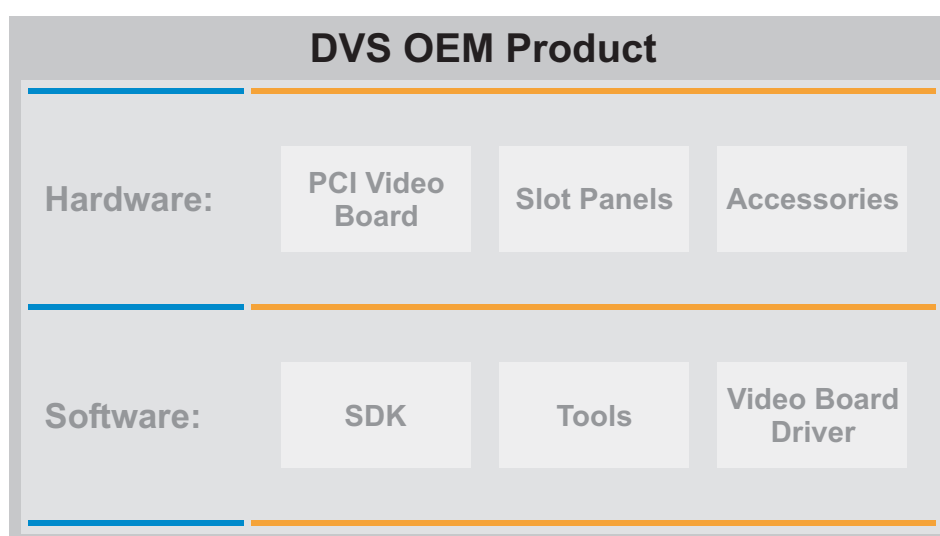 DVS OEM Product
Hardware:
PCI Video
Board
Slot Panels
Accessories
Software:
SDK
Tools
Video Board
Driver